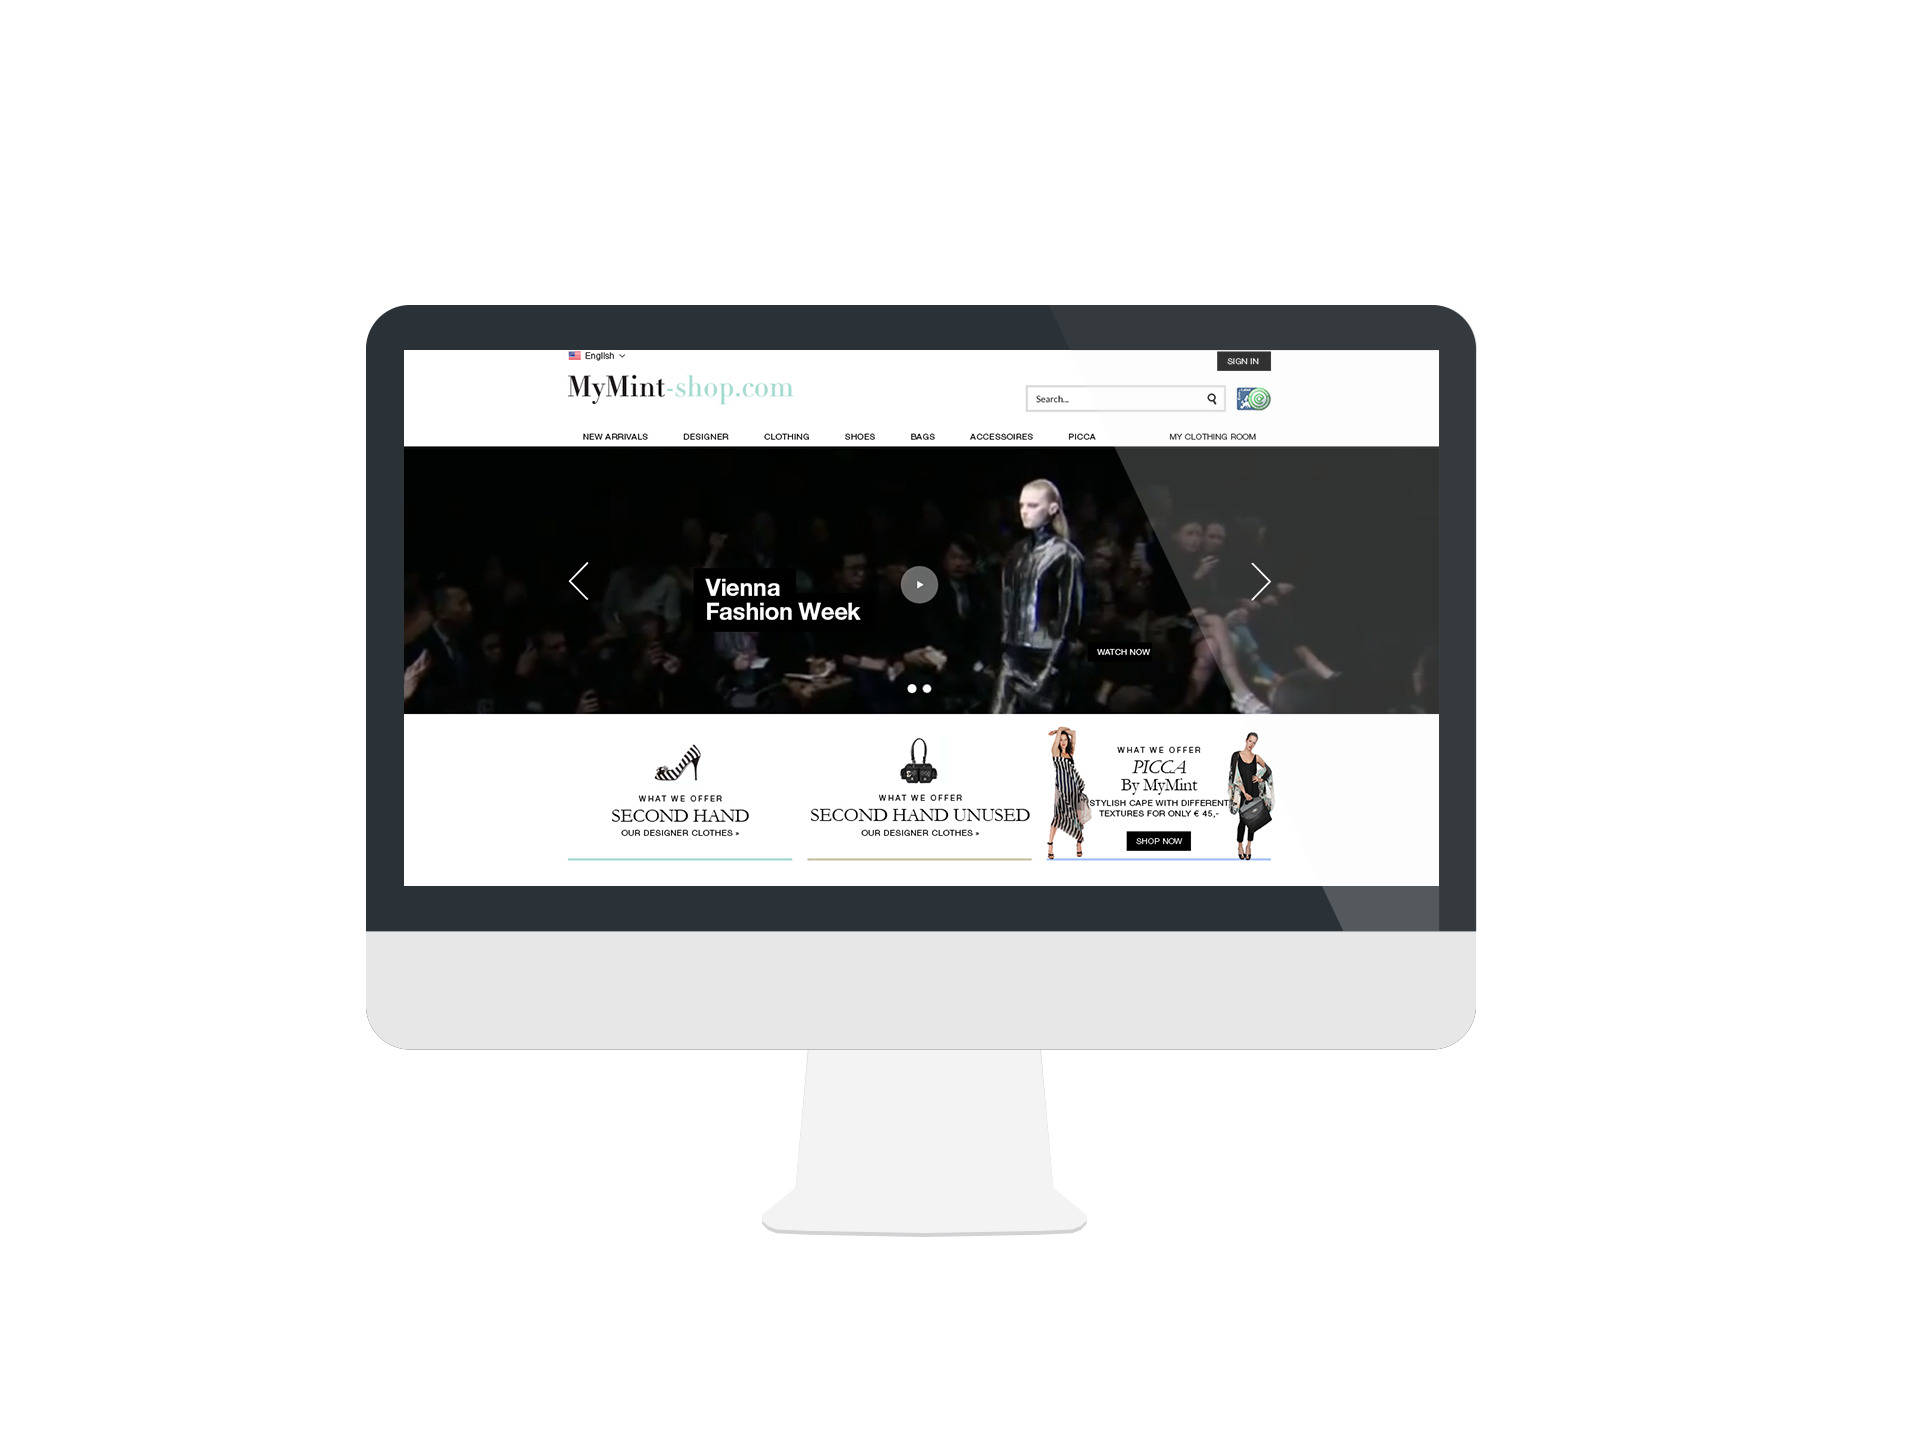 English
SIGN IN
MyMint-shop.com
Search...
NEW ARRIVALS DESIGNER CLOTHING SHOES BAGS ACCESSOIRES PICCA MY CLOTHING ROOM
Vienna
Fashion Week
WATCH NOW
WHAT WE OFFER
SECOND HAND
OUR DESIGNER CLOTHES »
WHAT WE OFFER
SECOND HAND UNUSED
OUR DESIGNER CLOTHES »
WHAT WE OFFER
PICCA
By MyMint
STYLISH CAPE WITH DIFFERENT
TEXTURES FOR ONLY € 45,-
SHOP NOW